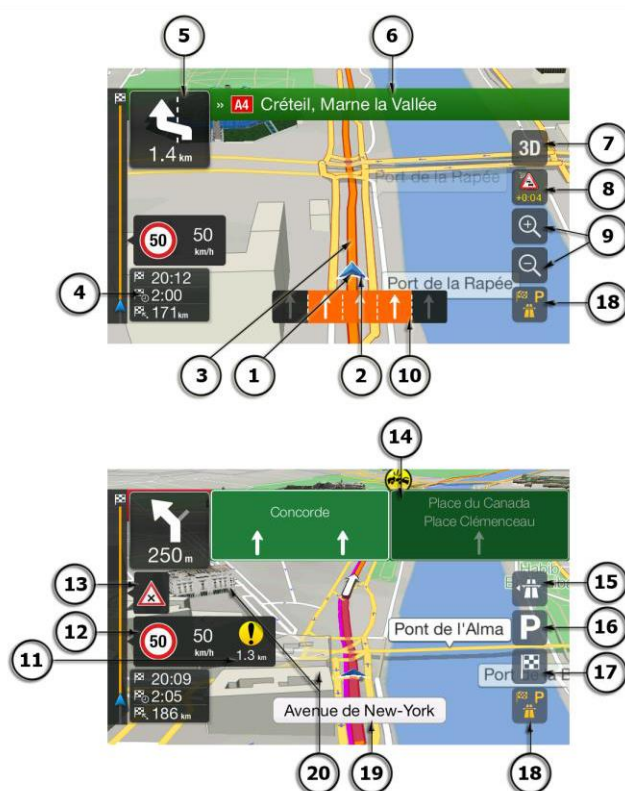 5
6
» A4 Créteil, Marne la Vallée
1.4 km
3D
7
Port de la Rapée
+0:04
8
50
50
km/h
9
4
20:12
2:00
171 km
Port de la Rapée
P
18
3
1
2
10
14
Concorde
Place du Canada
Place Clémenceau
250 m
13
15
12
50
50
km/h
!
1.3 km
11
P
16
Pont de l'Alma
17
20:09
2:05
186 km
Avenue de New-York
P
20
19
18